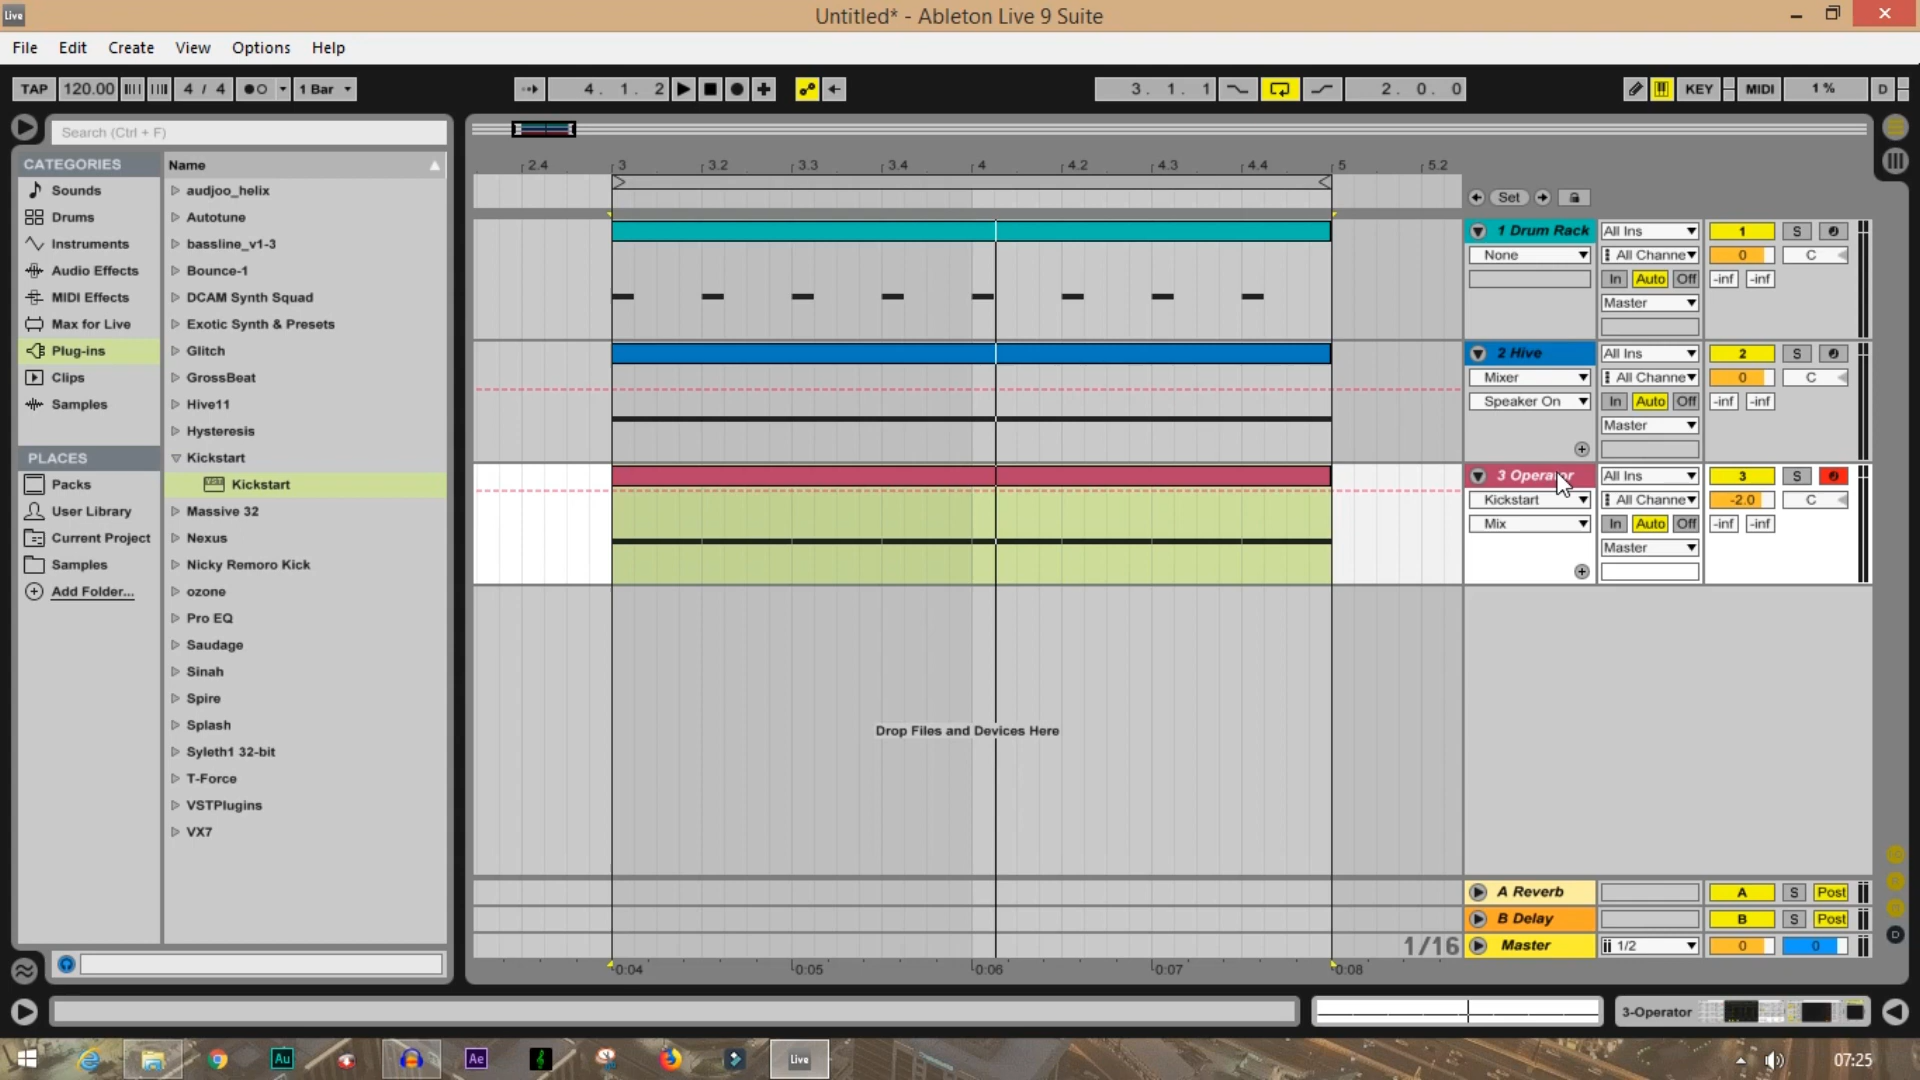 Live
Untitled* - Ableton Live 9 Suite
File Edit Create View Options Help
TAP 120.00 4 / 4 1 Bar 4. 1. 2 3. 1. 1 2. 0. 0 KEY MIDI 1 % D
Search (Ctrl + F)
CATEGORIES
Sounds
Drums
Instruments
Audio Effects
MIDI Effects
Max for Live
Plug-ins
Clips
Samples
PLACES
Packs
User Library
Current Project
Samples
Add Folder...
Name
audjoo_helix
Autotune
bassline_v1-3
Bounce-1
DCAM Synth Squad
Exotic Synth & Presets
Glitch
GrossBeat
Hive11
Hysteresis
Kickstart
Kickstart
Massive 32
Nexus
Nicky Remoro Kick
ozone
Pro EQ
Saudage
Sinah
Spire
Splash
Syleth1 32-bit
T-Force
VSTPlugins
VX7
2.4 3 3.2 3.3 3.4 4 4.2 4.3 4.4 5 5.2
Set
1 Drum Rack All Ins 1 S
None All Channe 0 C
In Auto Off -inf -inf
Master
2 Hive All Ins 2 S
Mixer All Channe 0 C
Speaker On In Auto Off -inf -inf
Master
3 Operator All Ins 3 S
Kickstart All Channe -2.0 C
Mix In Auto Off -inf -inf
Master
Drop Files and Devices Here
A Reverb A S Post
B Delay B S Post
1/16 Master 1/2 0 0
0:04 0:05 0:06 0:07 0:08
D
3-Operator
Au Ae Live 07:25